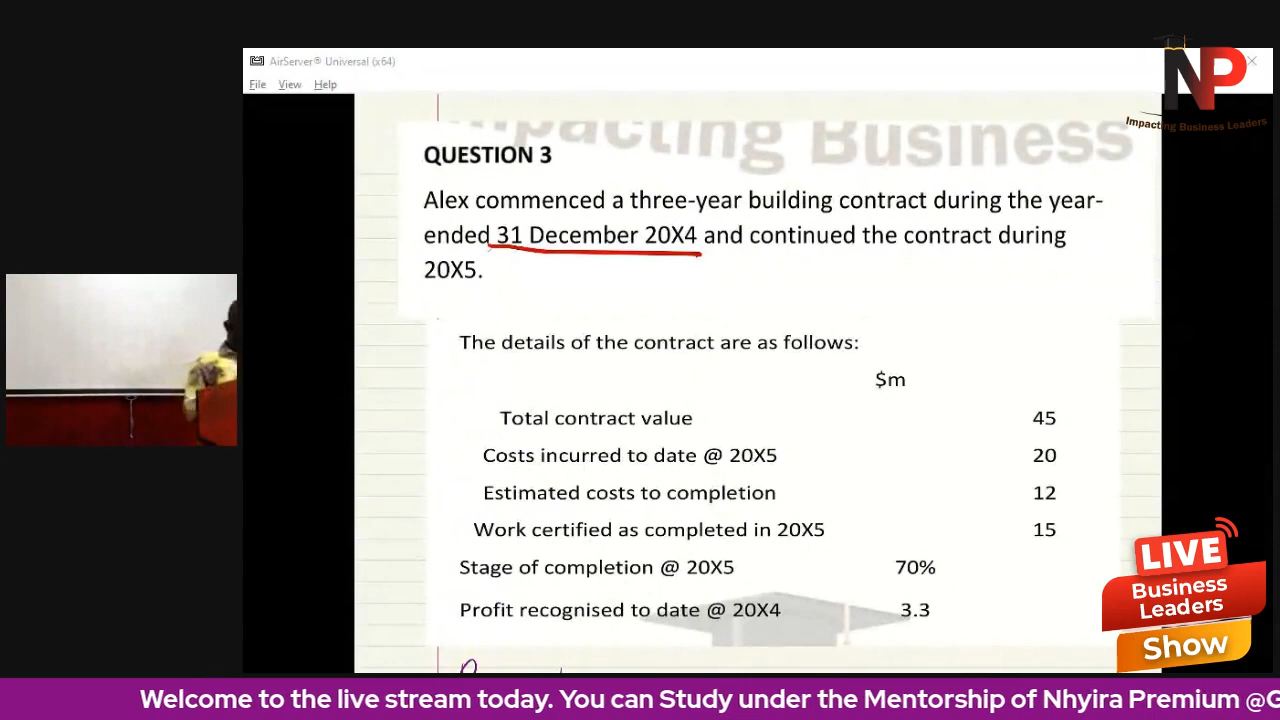 AirServer® Universal (x64)
File View Help
NP
Impacting Business Leaders
Impacting Business
QUESTION 3
Alex commenced a three-year building contract during the year-
ended 31 December 20X4 and continued the contract during
20X5.
The details of the contract are as follows:
$m
Total contract value 45
Costs incurred to date @ 20X5 20
Estimated costs to completion 12
Work certified as completed in 20X5 15
Stage of completion @ 20X5 70%
Profit recognised to date @ 20X4 3.3
LIVE
Business
Leaders
Show
Welcome to the live stream today. You can Study under the Mentorship of Nhyira Premium @